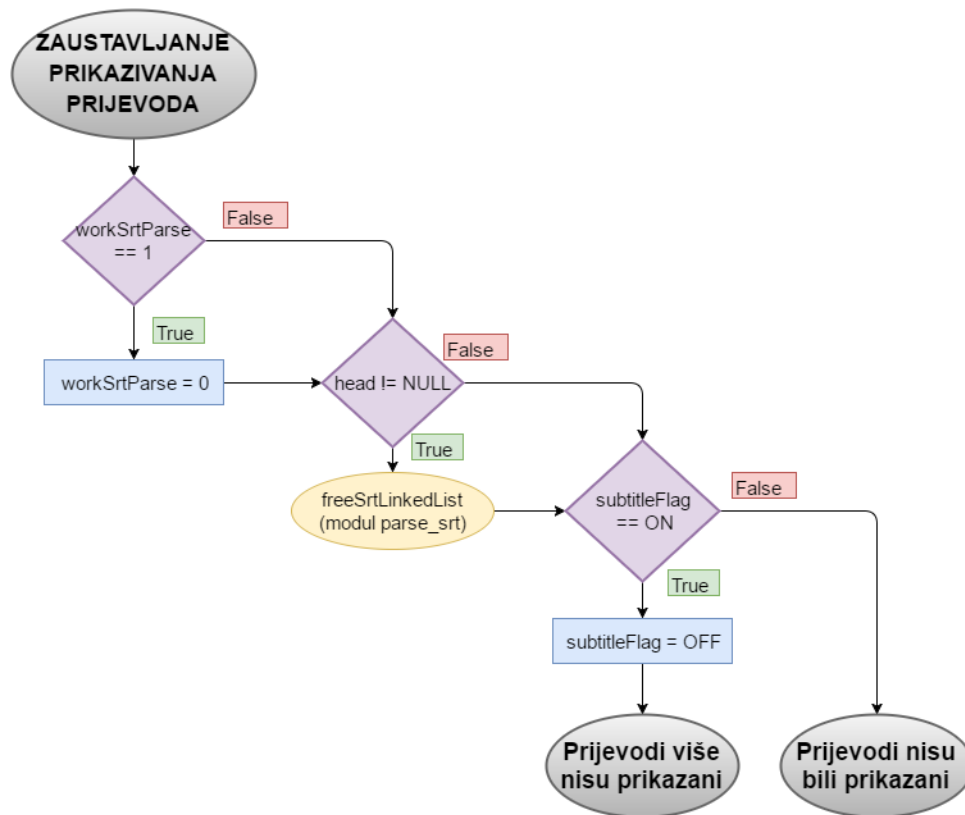 ZAUSTAVLJANJE
PRIKAZIVANJA
PRIJEVODA
workSrtParse
== 1
False
True
workSrtParse = 0
head != NULL
False
True
freeSrtLinkedList
(modul parse_srt)
subtitleFlag
== ON
False
True
subtitleFlag = OFF
Prijevodi više
nisu prikazani
Prijevodi nisu
bili prikazani